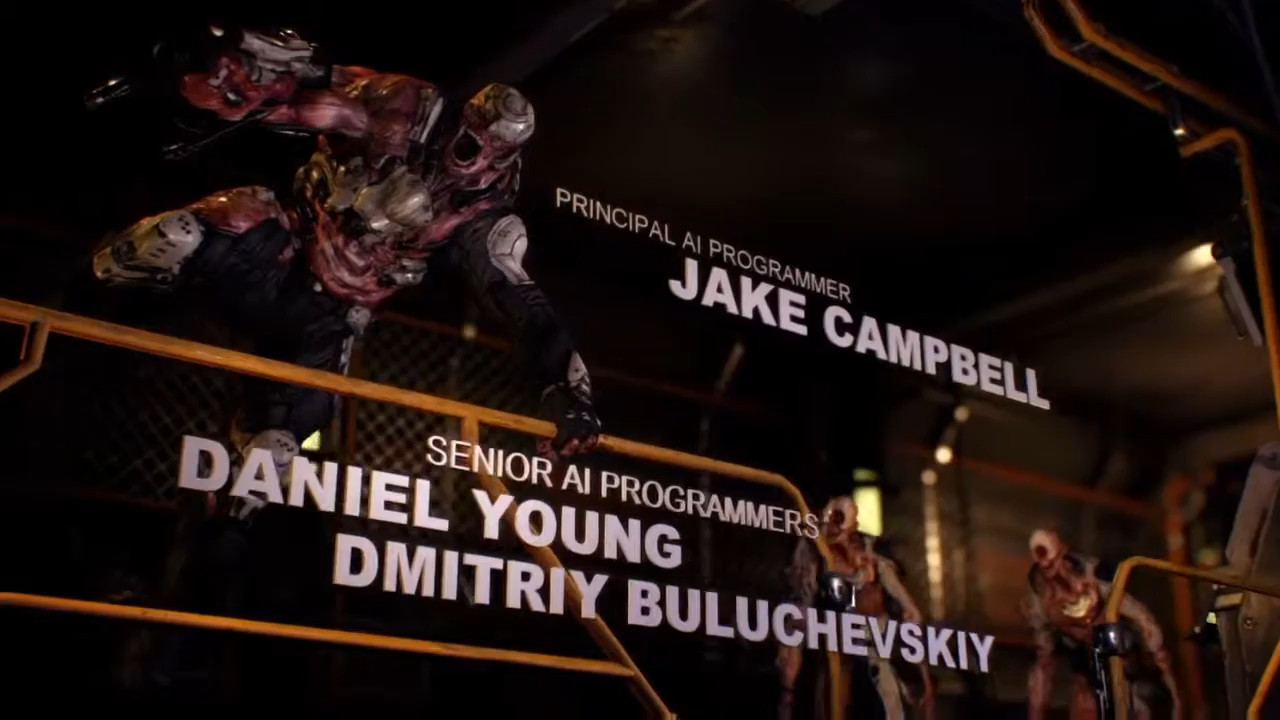 PRINCIPAL AI PROGRAMMER
JAKE CAMPBELL
SENIOR AI PROGRAMMERS
DANIEL YOUNG
DMITRIY BULUCHEVSKIY